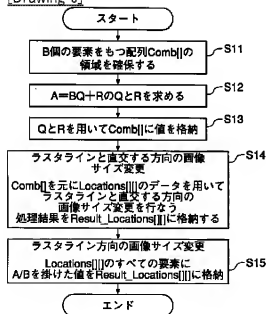 [Drawing 6]
スタート
B個の要素をもつ配列Comb[]の
領域を確保する
S11
A=BQ+RのQとRを求める
S12
QとRを用いてComb[]に値を格納
S13
ラスタラインと直交する方向の画像
サイズ変更
Comb[]を元にLocations[][]のデータを用いて
ラスタラインと直交する方向の
画像サイズ変更を行なう
処理結果をResult_Locations[][]に格納する
S14
ラスタライン方向の画像サイズ変更
Locations[][]のすべての要素に
A/Bを掛けた値をResult_Locations[][]に格納
S15
エンド